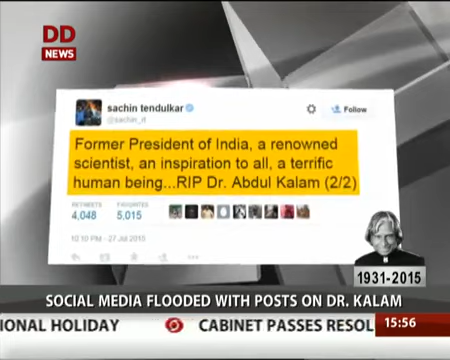 DD
NEWS
sachin tendulkar
@sachin_rt
Follow
Former President of India, a renowned
scientist, an inspiration to all, a terrific
human being...RIP Dr. Abdul Kalam (2/2)
RETWEETS FAVORITES
4,048 5,015
10:10 PM - 27 Jul 2015
1931-2015
SOCIAL MEDIA FLOODED WITH POSTS ON DR. KALAM
IONAL HOLIDAY CABINET PASSES RESOL 15:56